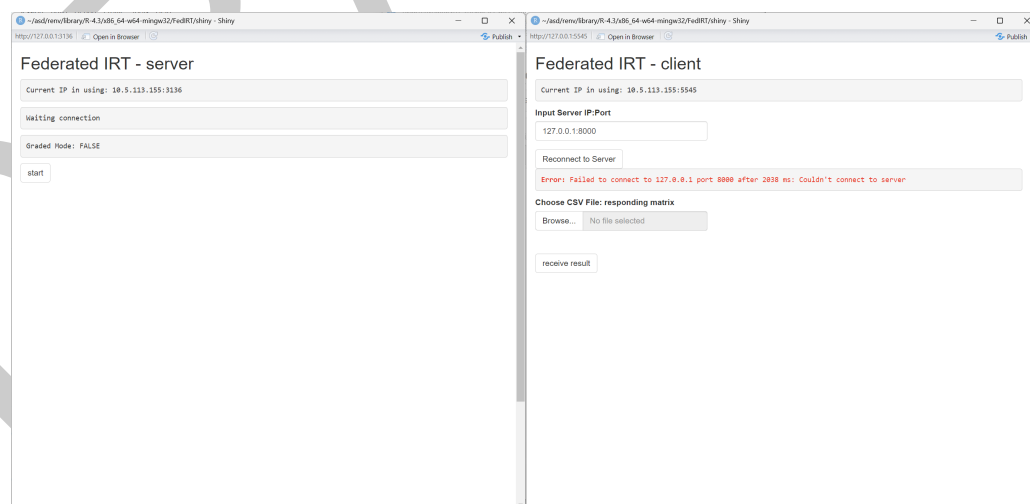 ~/asd/renv/library/R-4.3/x86_64-w64-mingw32/FedIRT/shiny - Shiny
http://127.0.0.1:3136 Open in Browser Publish
Federated IRT - server
Current IP in using: 10.5.113.155:3136
Waiting connection
Graded Mode: FALSE
start
~/asd/renv/library/R-4.3/x86_64-w64-mingw32/FedIRT/shiny - Shiny
http://127.0.0.1:5545 Open in Browser Publish
Federated IRT - client
Current IP in using: 10.5.113.155:5545
Input Server IP:Port
127.0.0.1:8000
Reconnect to Server
Error: Failed to connect to 127.0.0.1 port 8000 after 2038 ms: Couldn't connect to server
Choose CSV File: responding matrix
Browse... No file selected
receive result